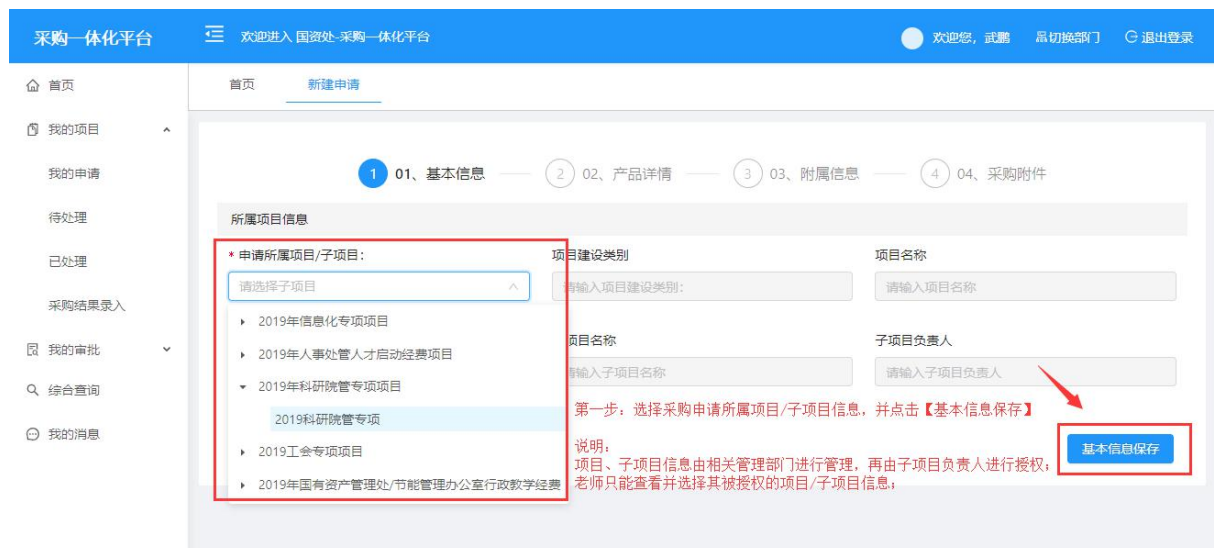 采购一体化平台
欢迎进入 国资处-采购一体化平台
欢迎您, 武鹏
切换部门
退出登录
首页
首页
新建申请
我的项目
我的申请
待处理
已处理
采购结果录入
我的审批
综合查询
我的消息
1 01、基本信息
2 02、产品详情
3 03、附属信息
4 04、采购附件
所属项目信息
* 申请所属项目/子项目:
项目建设类别
项目名称
请选择子项目
请输入项目建设类别:
请输入项目名称
2019年信息化专项项目
2019年人事处管人才启动经费项目
2019年科研院管专项项目
2019科研院管专项
2019工会专项项目
2019年国有资产管理处/节能管理办公室行政教学经费
项目名称
子项目负责人
请输入子项目名称
请输入子项目负责人
第一步: 选择采购申请所属项目/子项目信息, 并点击【基本信息保存】
说明:
项目、子项目信息由相关管理部门进行管理, 再由子项目负责人进行授权;
老师只能查看并选择其被授权的项目/子项目信息;
基本信息保存